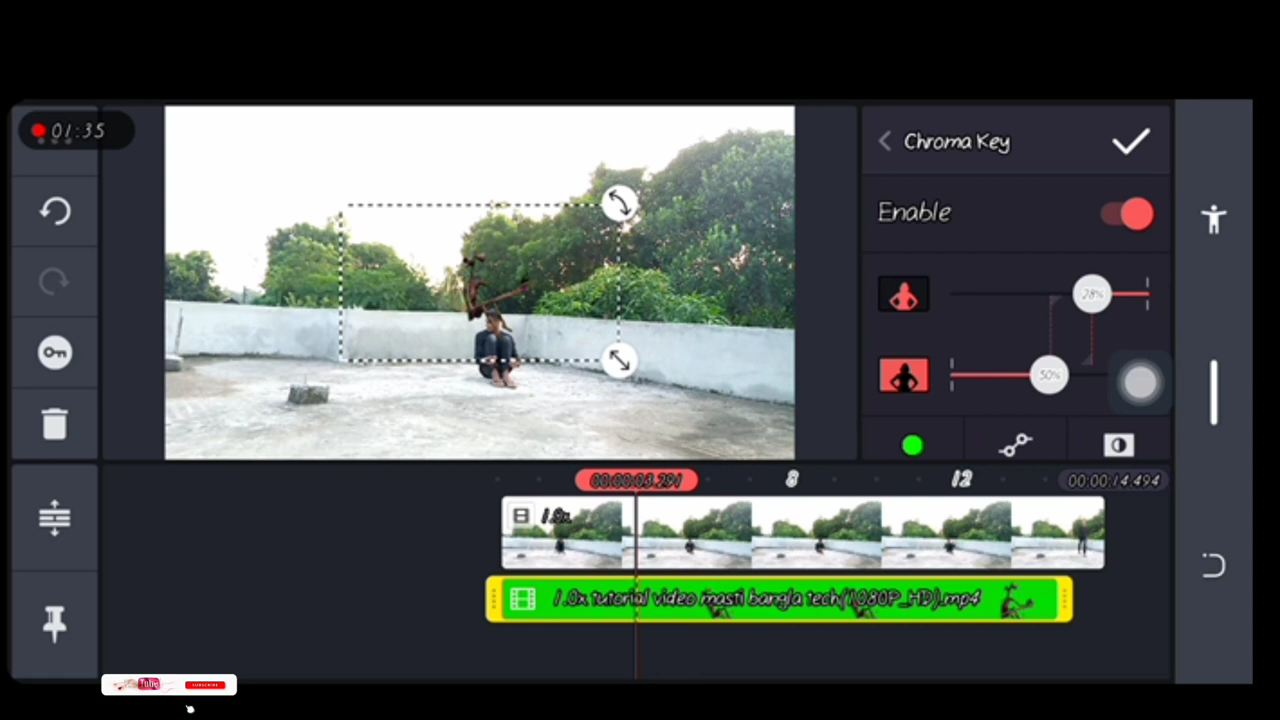 01:35
Chroma Key
Enable
28%
50%
00:00:03.291
8
12
00:00:14.494
1.0x
1.0x tutorial video masti bangla tech(1080P_HD).mp4
Tube
SUBSCRIBE